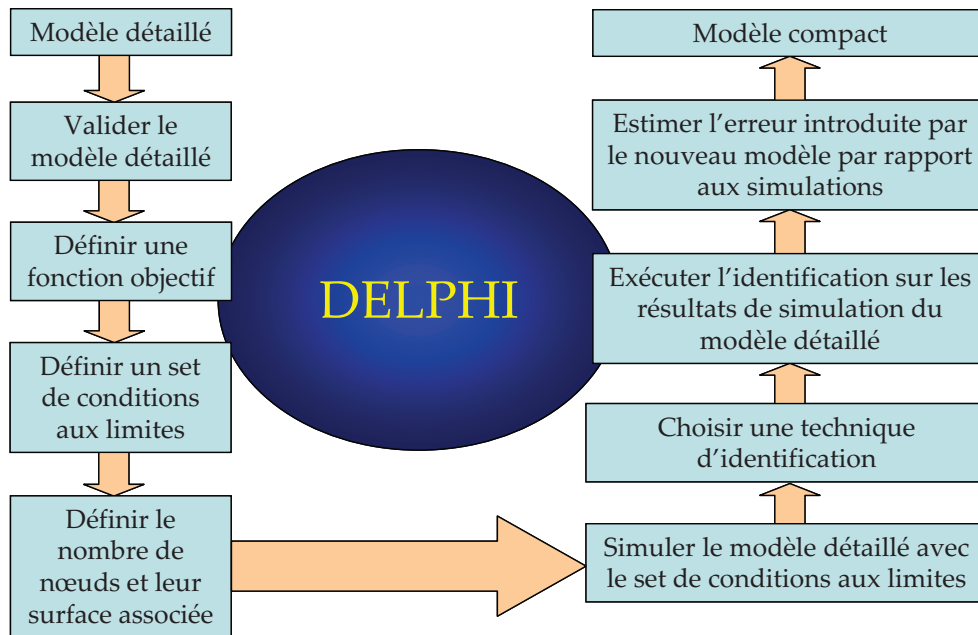 Modèle détaillé
Valider le
modèle détaillé
Définir une
fonction objectif
Définir un set
de conditions
aux limites
Définir le
nombre de
nœuds et leur
surface associée
DELPHI
Simuler le modèle détaillé avec
le set de conditions aux limites
Choisir une technique
d’identification
Exécuter l’identification sur les
résultats de simulation du
modèle détaillé
Estimer l’erreur introduite par
le nouveau modèle par rapport
aux simulations
Modèle compact